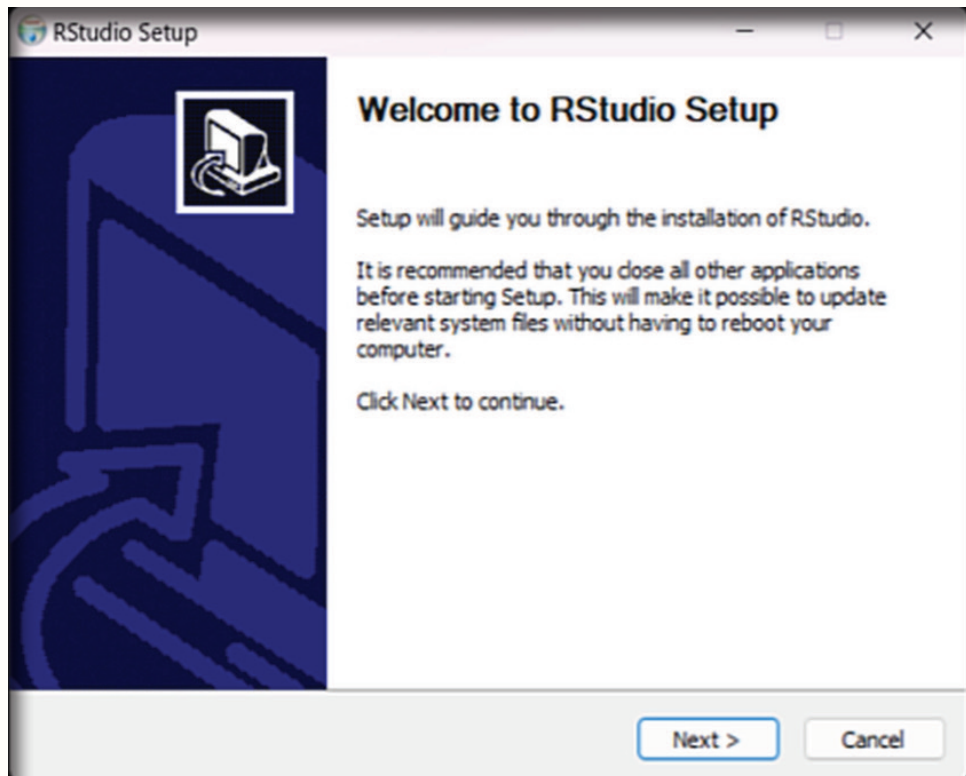 RStudio Setup
Welcome to RStudio Setup
Setup will guide you through the installation of RStudio.
It is recommended that you close all other applications
before starting Setup. This will make it possible to update
relevant system files without having to reboot your
computer.
Click Next to continue.
Next >
Cancel